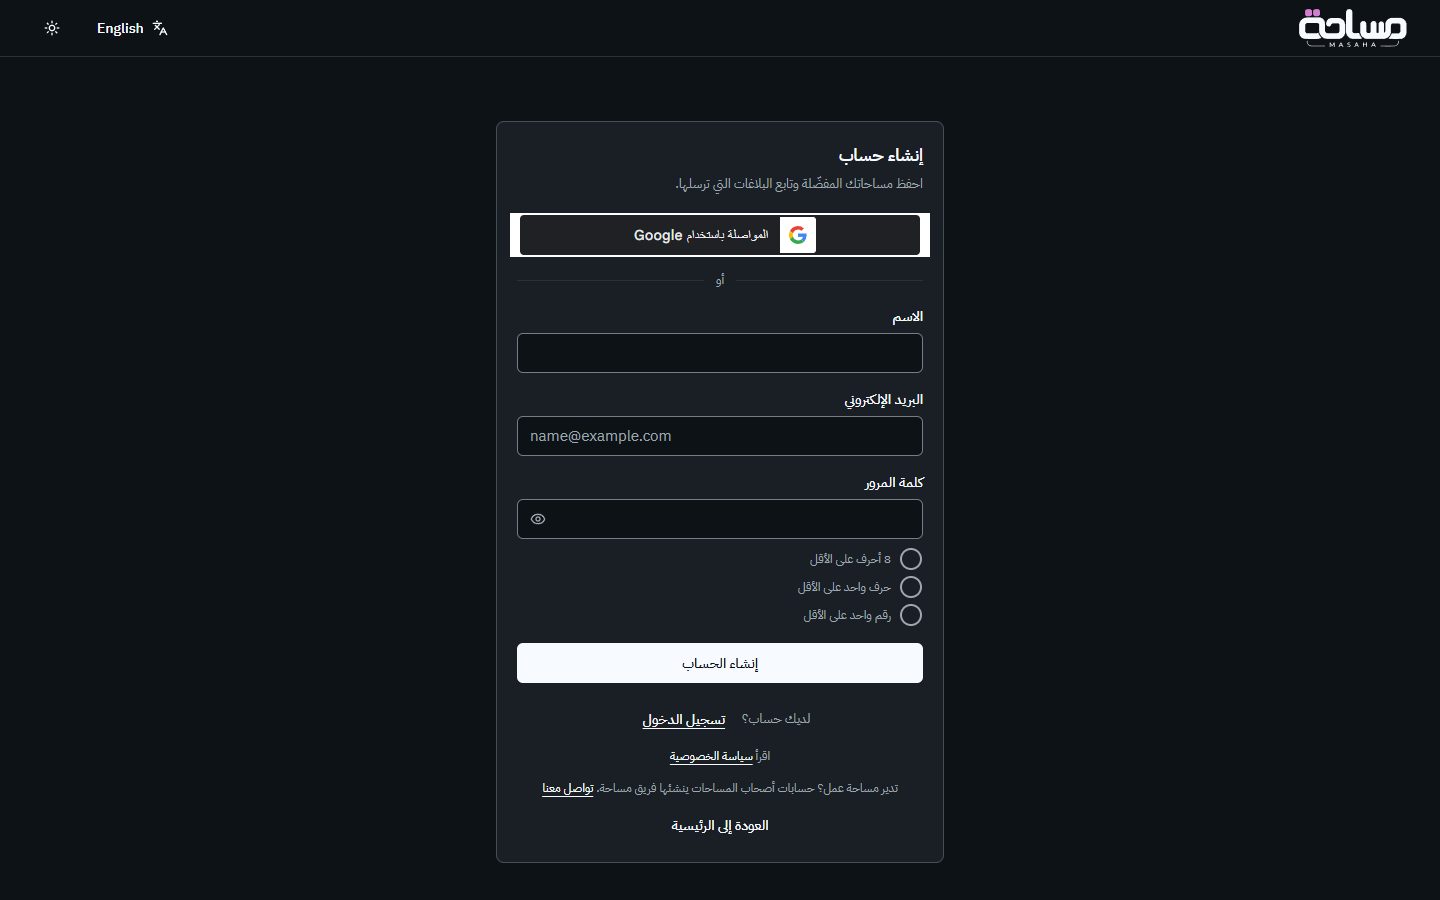 مساحة
MASAHA
English
إنشاء حساب
احفظ مساحاتك المفضّلة وتابع البلاغات التي ترسلها.
المواصلة باستخدام Google
أو
الاسم
البريد الإلكتروني
name@example.com
كلمة المرور
8 أحرف على الأقل
حرف واحد على الأقل
رقم واحد على الأقل
إنشاء الحساب
لديك حساب؟ تسجيل الدخول
اقرأ سياسة الخصوصية
تدير مساحة عمل؟ حسابات أصحاب المساحات ينشئها فريق مساحة. تواصل معنا
العودة إلى الرئيسية